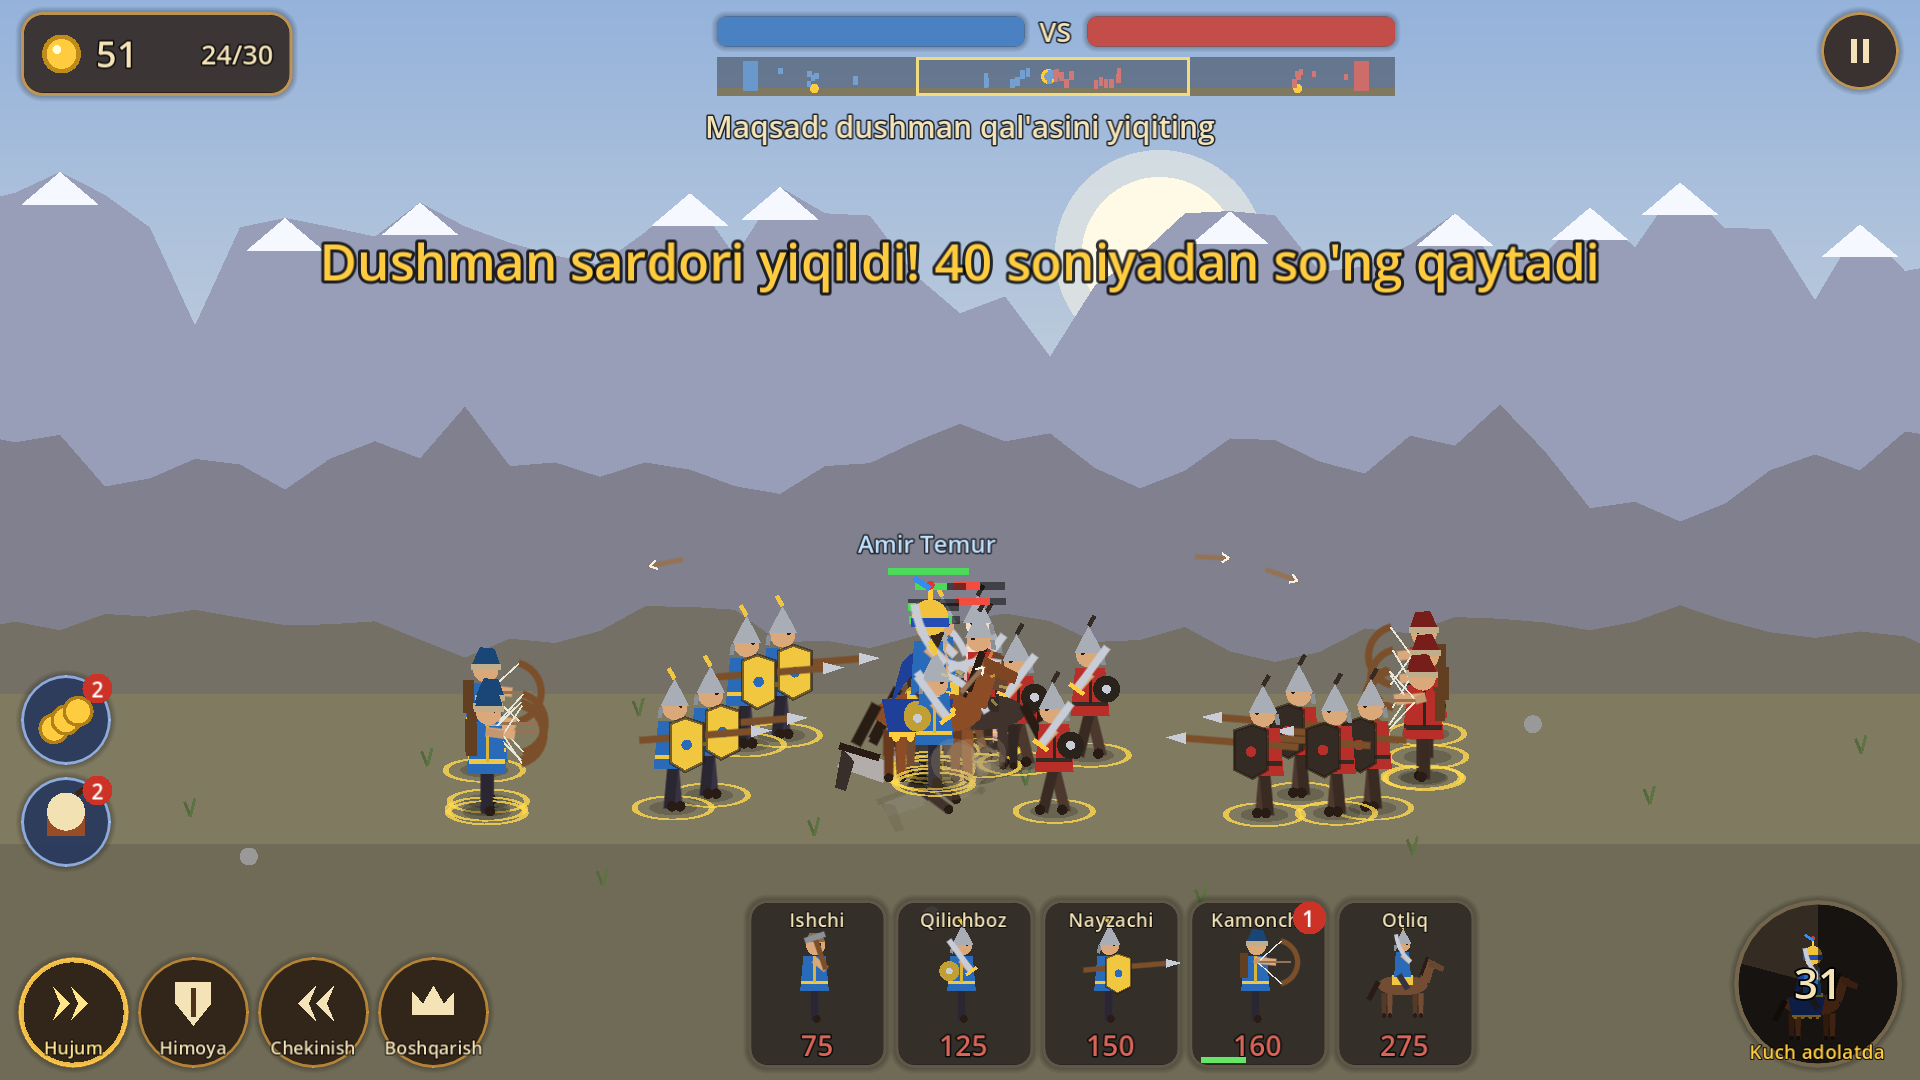 51
24/30
VS
Maqsad: dushman qal'asini yiqiting
Dushman sardori yiqildi! 40 soniyadan so'ng qaytadi
Amir Temur
2
2
Ishchi
Qilichboz
Nayzachi
Kamonch
1
Otliq
75
125
150
160
275
31
Kuch adolatda
Hujum
Himoya
Chekinish
Boshqarish